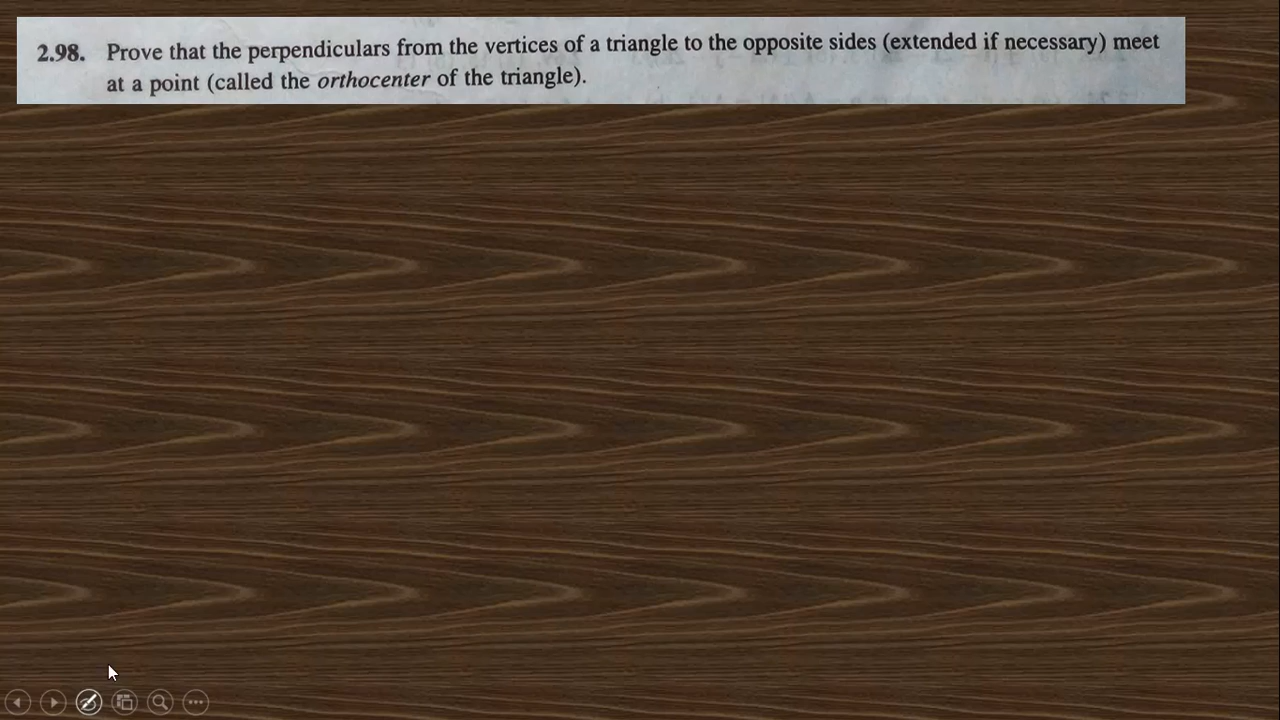 2.98. Prove that the perpendiculars from the vertices of a triangle to the opposite sides (extended if necessary) meet
at a point (called the orthocenter of the triangle).